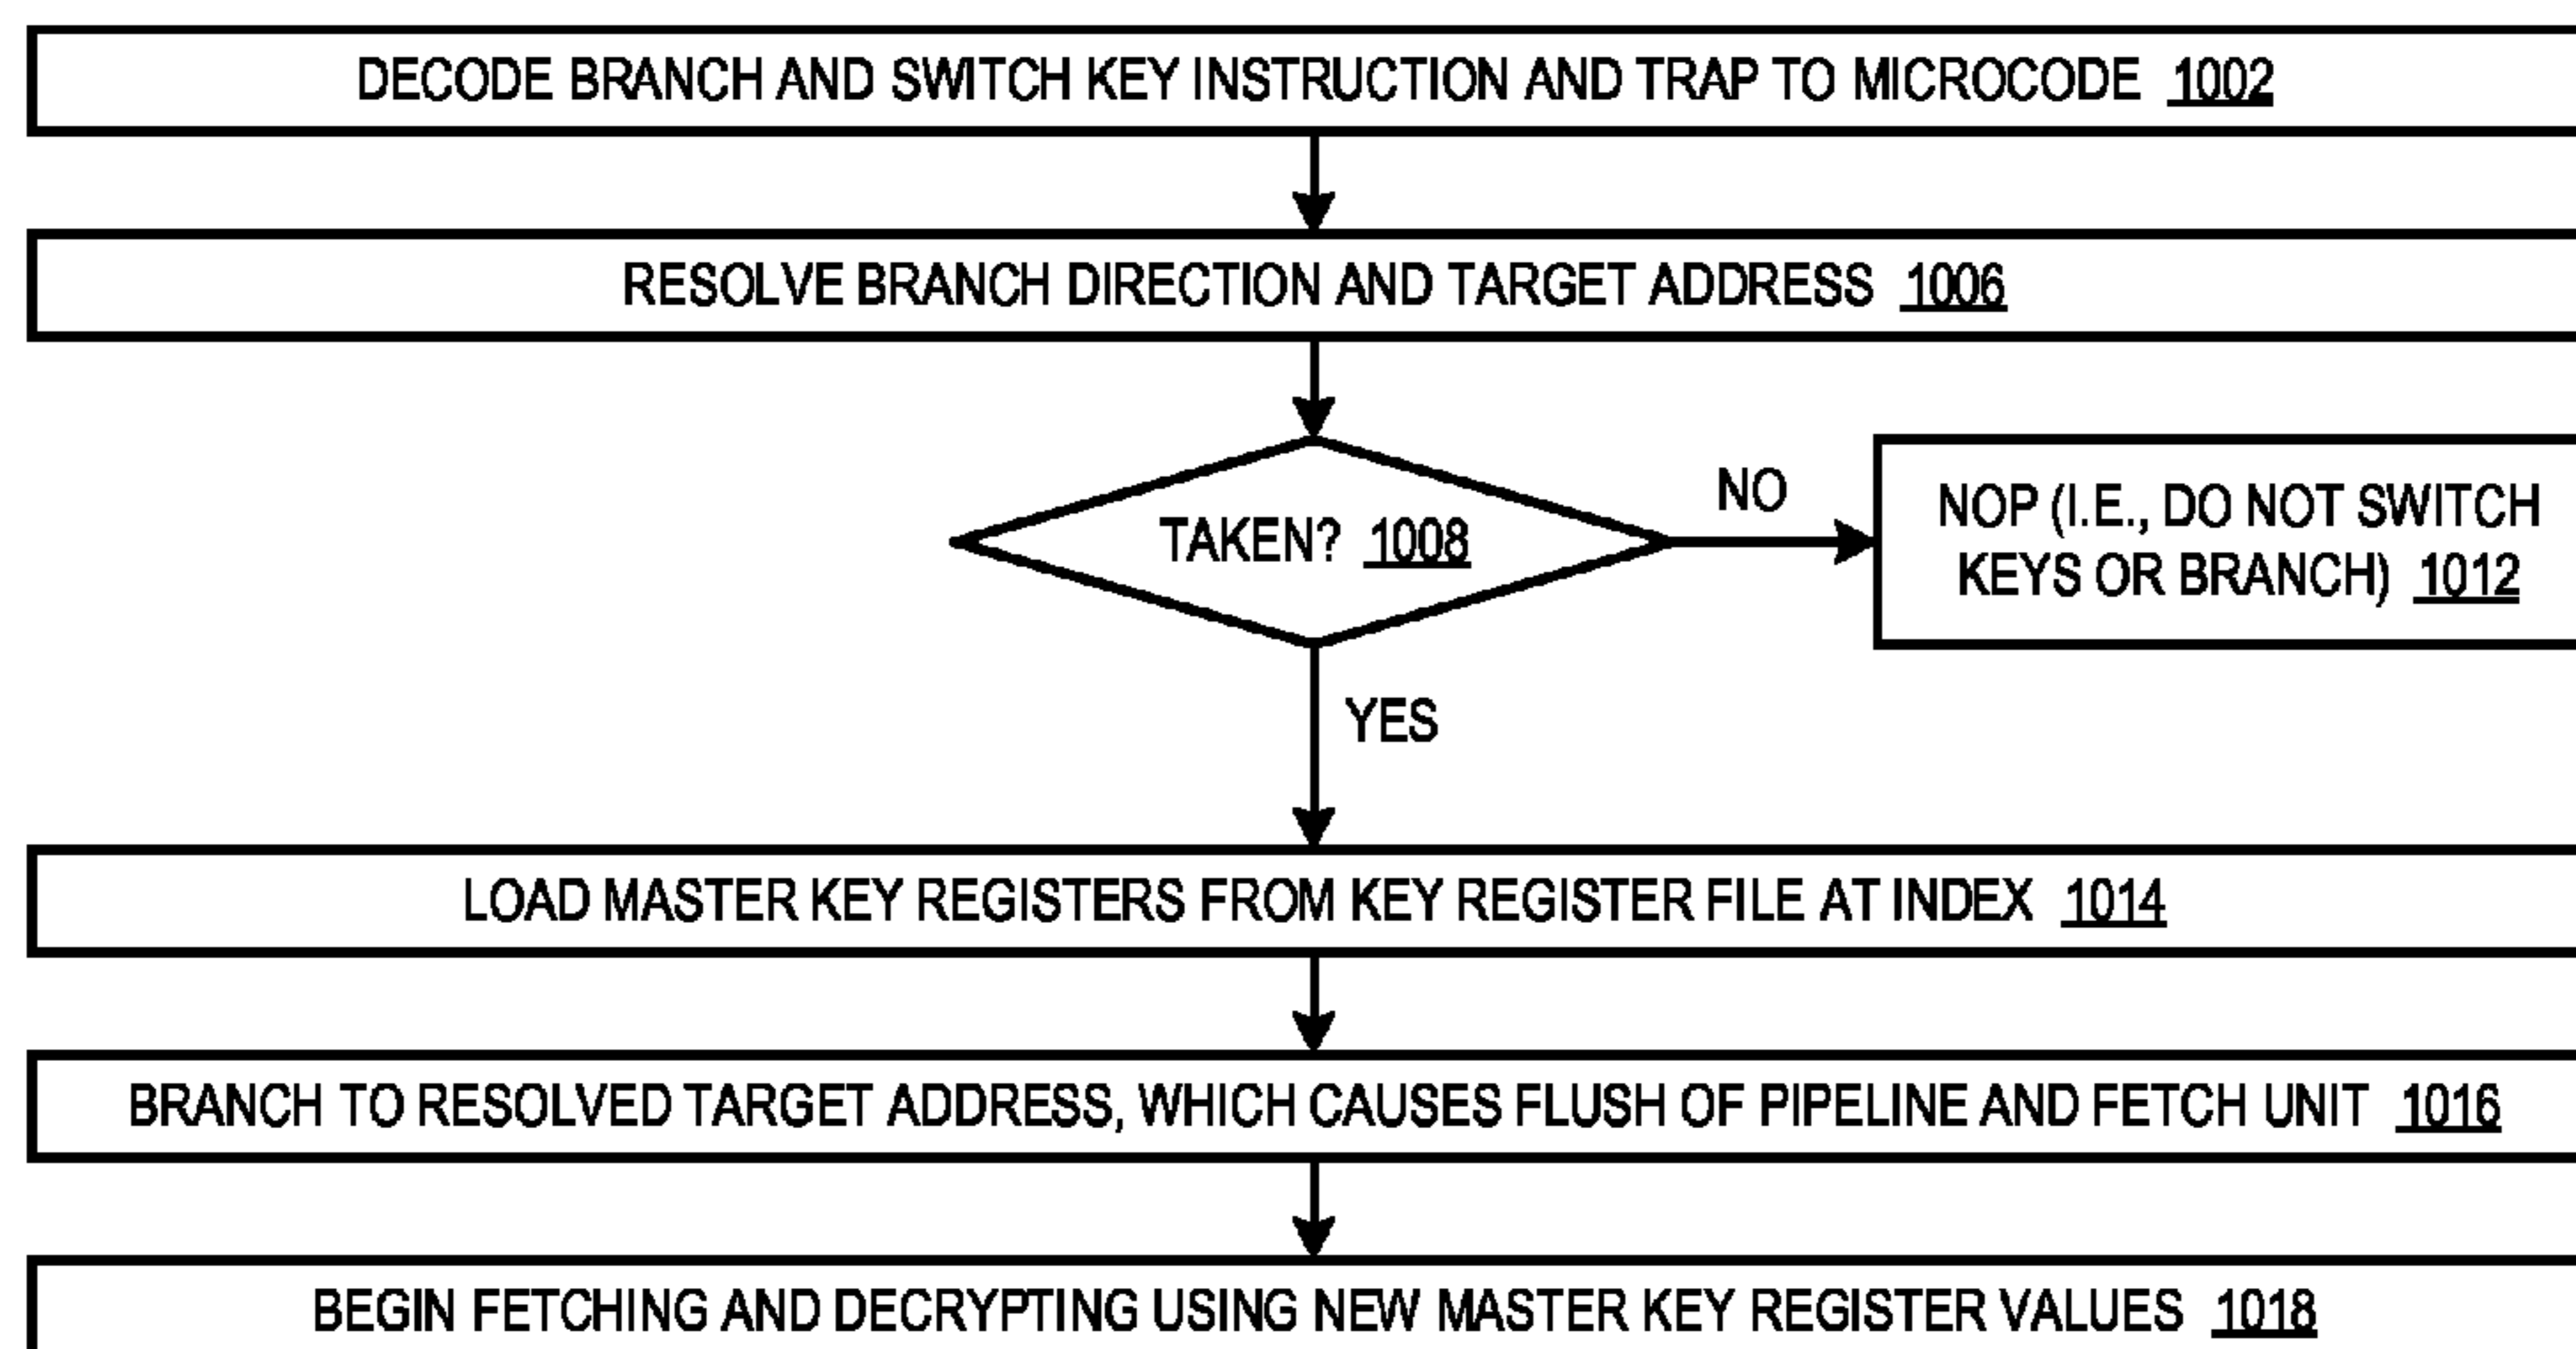 DECODE BRANCH AND SWITCH KEY INSTRUCTION AND TRAP TO MICROCODE 1002
RESOLVE BRANCH DIRECTION AND TARGET ADDRESS 1006
TAKEN? 1008
NO
NOP (I.E., DO NOT SWITCH
KEYS OR BRANCH) 1012
YES
LOAD MASTER KEY REGISTERS FROM KEY REGISTER FILE AT INDEX 1014
BRANCH TO RESOLVED TARGET ADDRESS, WHICH CAUSES FLUSH OF PIPELINE AND FETCH UNIT 1016
BEGIN FETCHING AND DECRYPTING USING NEW MASTER KEY REGISTER VALUES 1018